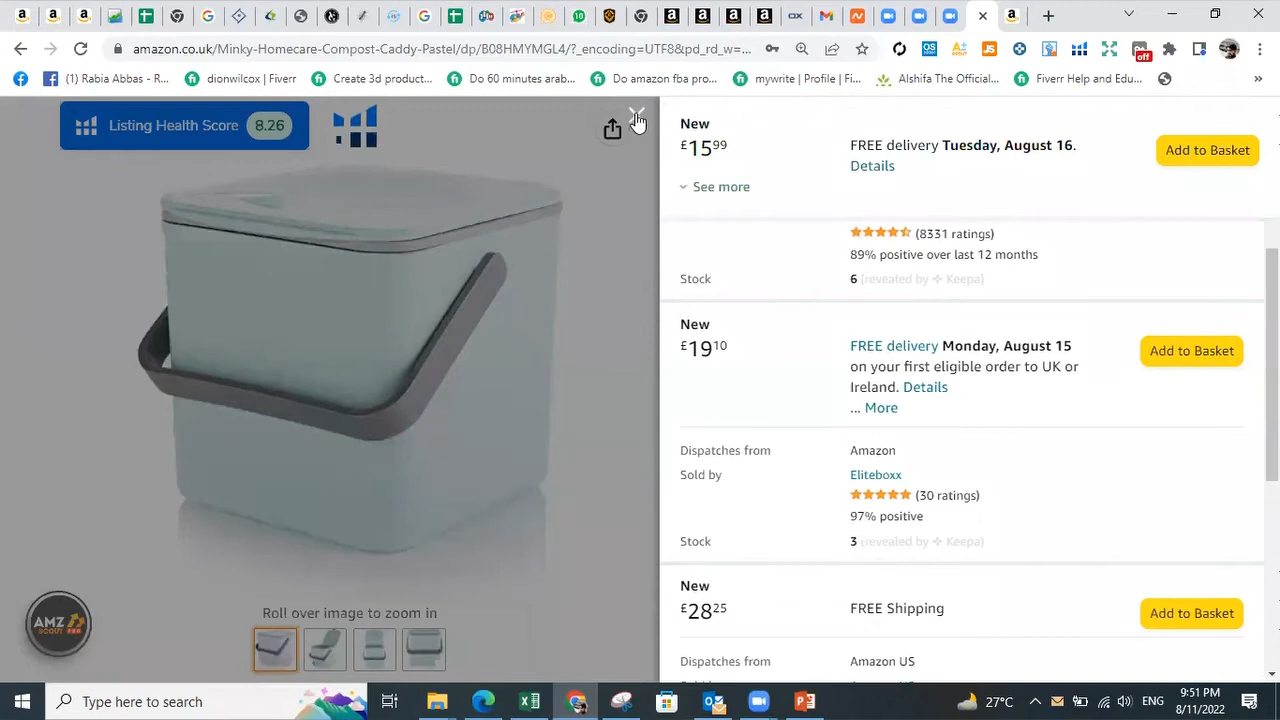 amazon.co.uk/Minky-Homecare-Compost-Caddy-Pastel/dp/B08HMYMGL4/?_encoding=UTF8&pd_rd_w=...
off
(1) Rabia Abbas - R...
dionwilcox | Fiverr
Create 3d product...
Do 60 minutes arab...
Do amazon fba pro...
mywrite | Profile | Fi...
Alshifa The Official...
Fiverr Help and Edu...
Listing Health Score 8.26
New
£15 99
FREE delivery Tuesday, August 16.
Details
Add to Basket
See more
(8331 ratings)
89% positive over last 12 months
Stock 6 (revealed by Keepa)
New
£19 10
FREE delivery Monday, August 15
on your first eligible order to UK or
Ireland. Details
... More
Add to Basket
Dispatches from Amazon
Sold by Eliteboxx
(30 ratings)
97% positive
Stock 3 (revealed by Keepa)
New
£28 25
FREE Shipping
Add to Basket
Dispatches from Amazon US
Roll over image to zoom in
AMZ
SCOUT PRO
Type here to search
27°C
ENG
9:51 PM
8/11/2022